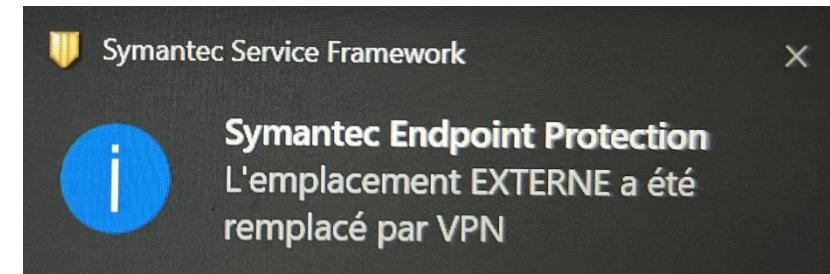 Symantec Service Framework
Symantec Endpoint Protection
L'emplacement EXTERNE a été
remplacé par VPN